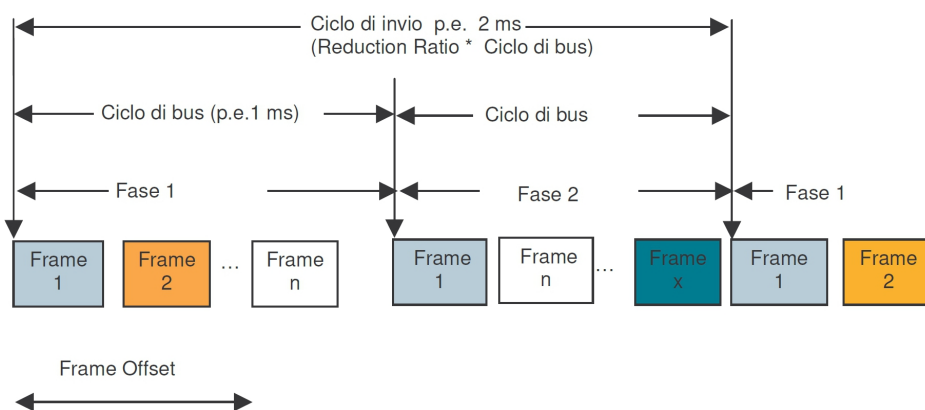 Ciclo di invio p.e. 2 ms
(Reduction Ratio * Ciclo di bus)
Ciclo di bus (p.e.1 ms)
Ciclo di bus
Fase 1
Fase 2
Fase 1
Frame
1
Frame
2
...
Frame
n
Frame
1
Frame
n
...
Frame
x
Frame
1
Frame
2
Frame Offset